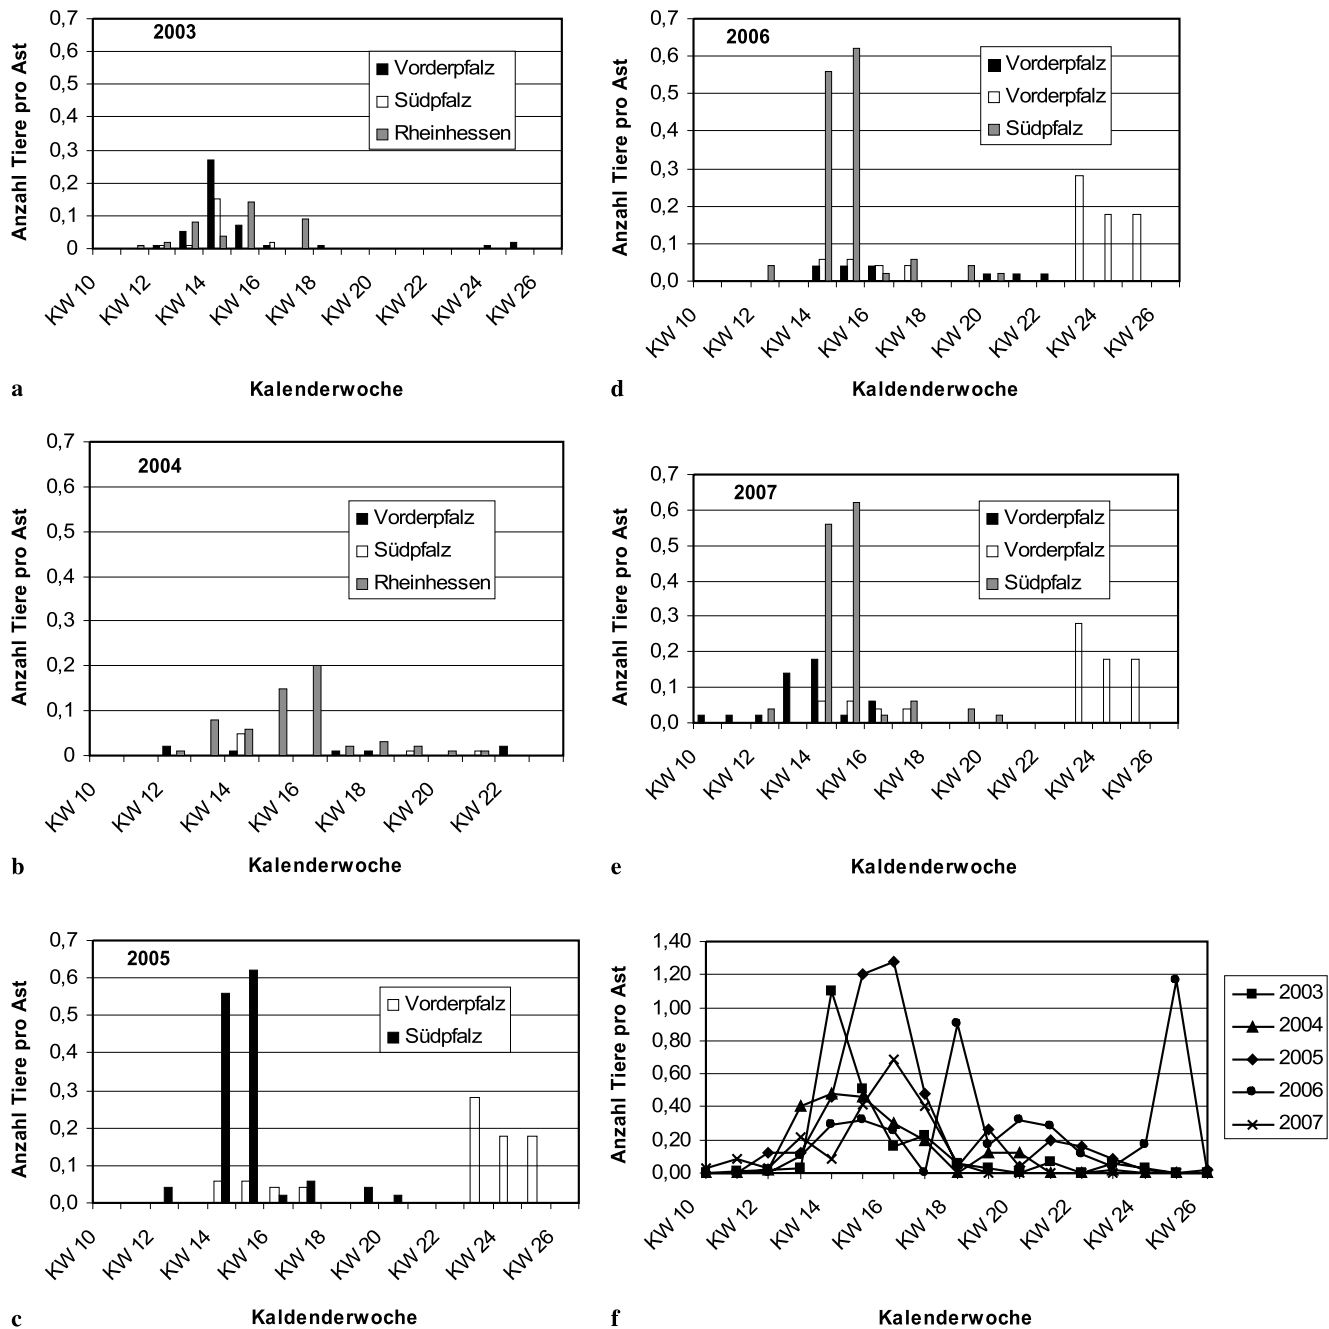 2003
Anzahl Tiere pro Ast
0,7
0,6
0,5
0,4
0,3
0,2
0,1
0
Vorderpfalz
Südpfalz
Rheinhessen
KW 10
KW 12
KW 14
KW 16
KW 18
KW 20
KW 22
KW 24
KW 26
a
Kalenderwoche
2006
Anzahl Tiere pro Ast
0,7
0,6
0,5
0,4
0,3
0,2
0,1
0,0
Vorderpfalz
Vorderpfalz
Südpfalz
KW 10
KW 12
KW 14
KW 16
KW 18
KW 20
KW 22
KW 24
KW 26
d
Kaldenderwoche
2004
Anzahl Tiere pro Ast
0,7
0,6
0,5
0,4
0,3
0,2
0,1
0
Vorderpfalz
Südpfalz
Rheinhessen
KW 10
KW 12
KW 14
KW 16
KW 18
KW 20
KW 22
b
Kalenderwoche
2007
Anzahl Tiere pro Ast
0,7
0,6
0,5
0,4
0,3
0,2
0,1
0,0
Vorderpfalz
Vorderpfalz
Südpfalz
KW 10
KW 12
KW 14
KW 16
KW 18
KW 20
KW 22
KW 24
KW 26
e
Kaldenderwoche
2005
Anzahl Tiere pro Ast
0,7
0,6
0,5
0,4
0,3
0,2
0,1
0,0
Vorderpfalz
Südpfalz
KW 10
KW 12
KW 14
KW 16
KW 18
KW 20
KW 22
KW 24
KW 26
c
Kaldenderwoche
Anzahl Tiere pro Ast
1,40
1,20
1,00
0,80
0,60
0,40
0,20
0,00
2003
2004
2005
2006
2007
KW 10
KW 12
KW 14
KW 16
KW 18
KW 20
KW 22
KW 24
KW 26
f
Kalenderwoche